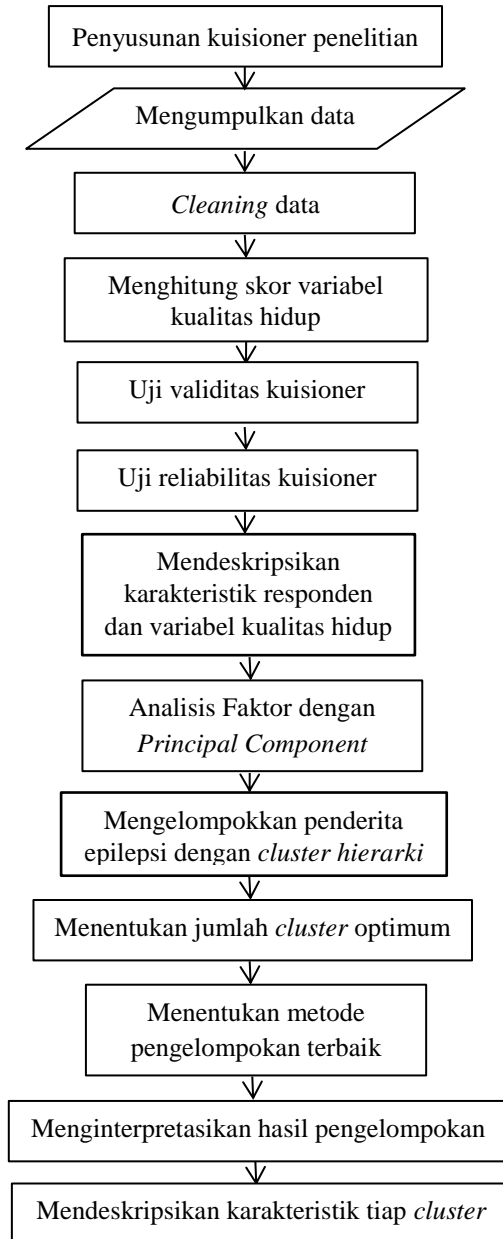 Penyusunan kuisioner penelitian
Mengumpulkan data
Cleaning data
Menghitung skor variabel
kualitas hidup
Uji validitas kuisioner
Uji reliabilitas kuisioner
Mendeskripsikan
karakteristik responden
dan variabel kualitas hidup
Analisis Faktor dengan
Principal Component
Mengelompokkan penderita
epilepsi dengan cluster hierarki
Menentukan jumlah cluster optimum
Menentukan metode
pengelompokan terbaik
Menginterpretasikan hasil pengelompokan
Mendeskripsikan karakteristik tiap cluster